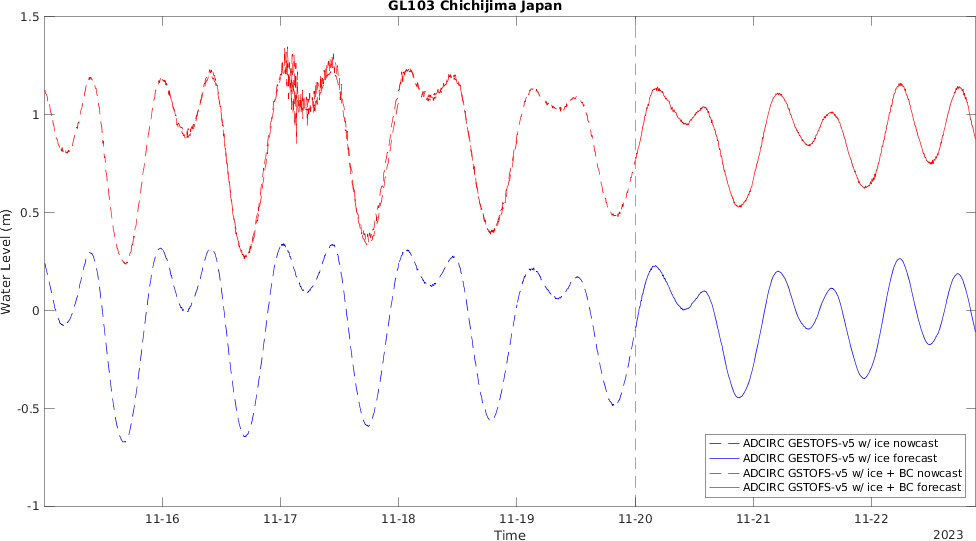 GL103 Chichijima Japan
1.5
1
0.5
0
-0.5
-1
Water Level (m)
11-16
11-17
11-18
11-19
11-20
11-21
11-22
Time
2023
ADCIRC GESTOFS-v5 w/ ice nowcast
ADCIRC GESTOFS-v5 w/ ice forecast
ADCIRC GSTOFS-v5 w/ ice + BC nowcast
ADCIRC GSTOFS-v5 w/ ice + BC forecast